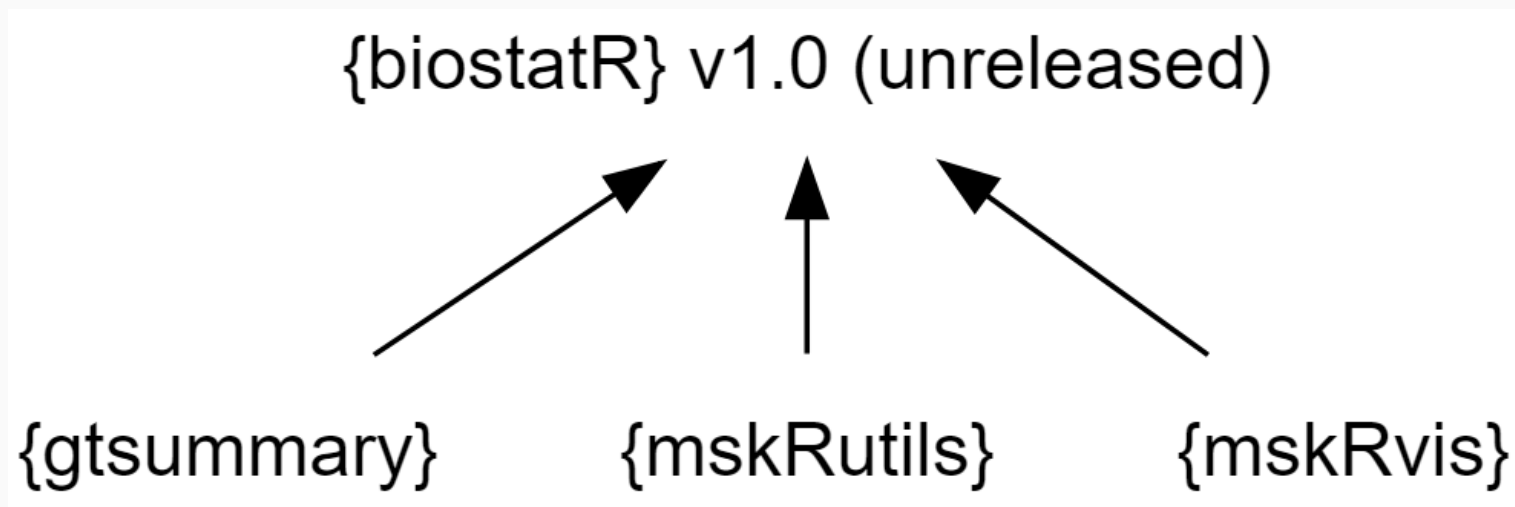 {biostatR} v1.0 (unreleased)
{gtsummary} {mskRutils} {mskRvis}